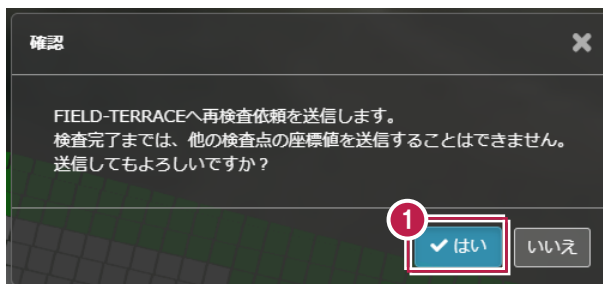 確認
FIELD-TERRACEへ再検査依頼を送信します。
検査完了までは、他の検査点の座標値を送信することはできません。
送信してもよろしいですか？
1
はい
いいえ